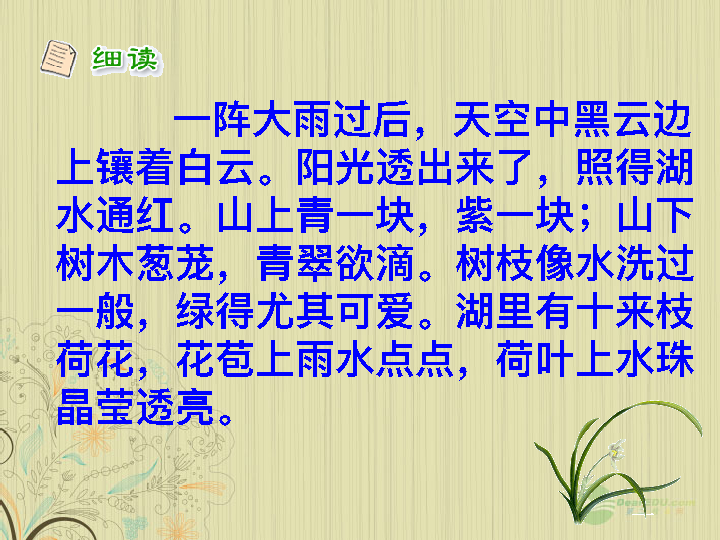 细读
一阵大雨过后，天空中黑云边
上镶着白云。阳光透出来了，照得湖
水通红。山上青一块，紫一块；山下
树木葱茏，青翠欲滴。树枝像水洗过
一般，绿得尤其可爱。湖里有十来枝
荷花，花苞上雨水点点，荷叶上水珠
晶莹透亮。